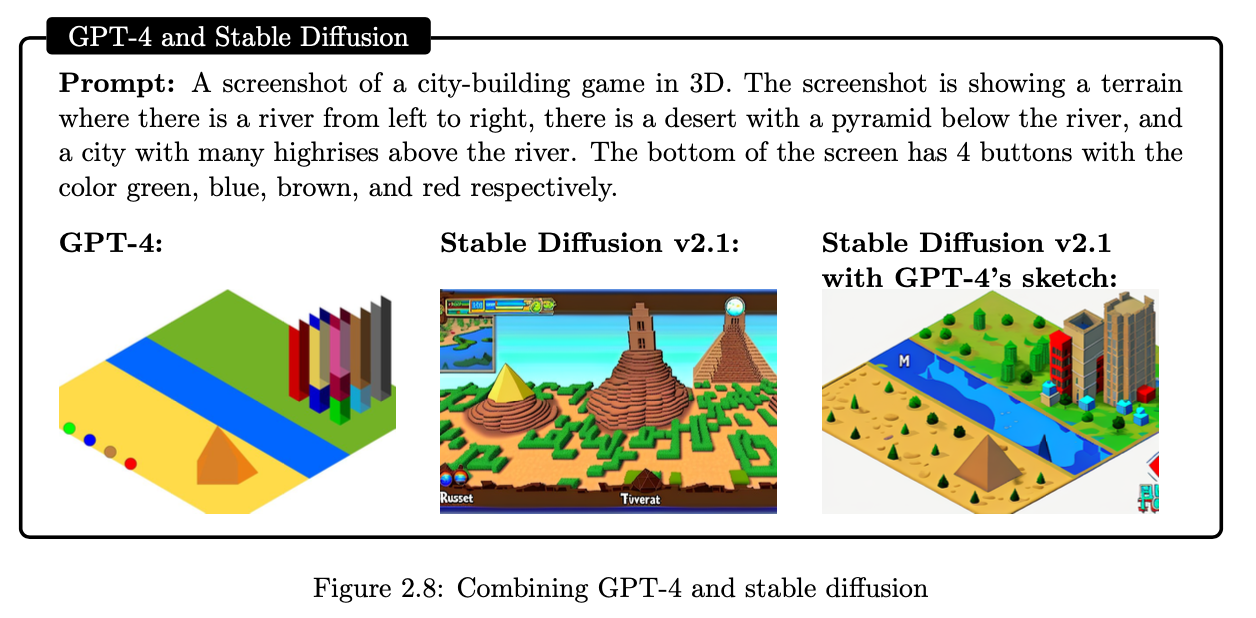 GPT-4 and Stable Diffusion
Prompt: A screenshot of a city-building game in 3D. The screenshot is showing a terrain
where there is a river from left to right, there is a desert with a pyramid below the river, and
a city with many highrises above the river. The bottom of the screen has 4 buttons with the
color green, blue, brown, and red respectively.
GPT-4:
Stable Diffusion v2.1:
Stable Diffusion v2.1
with GPT-4's sketch:
M
Russet
Tuverat
Figure 2.8: Combining GPT-4 and stable diffusion